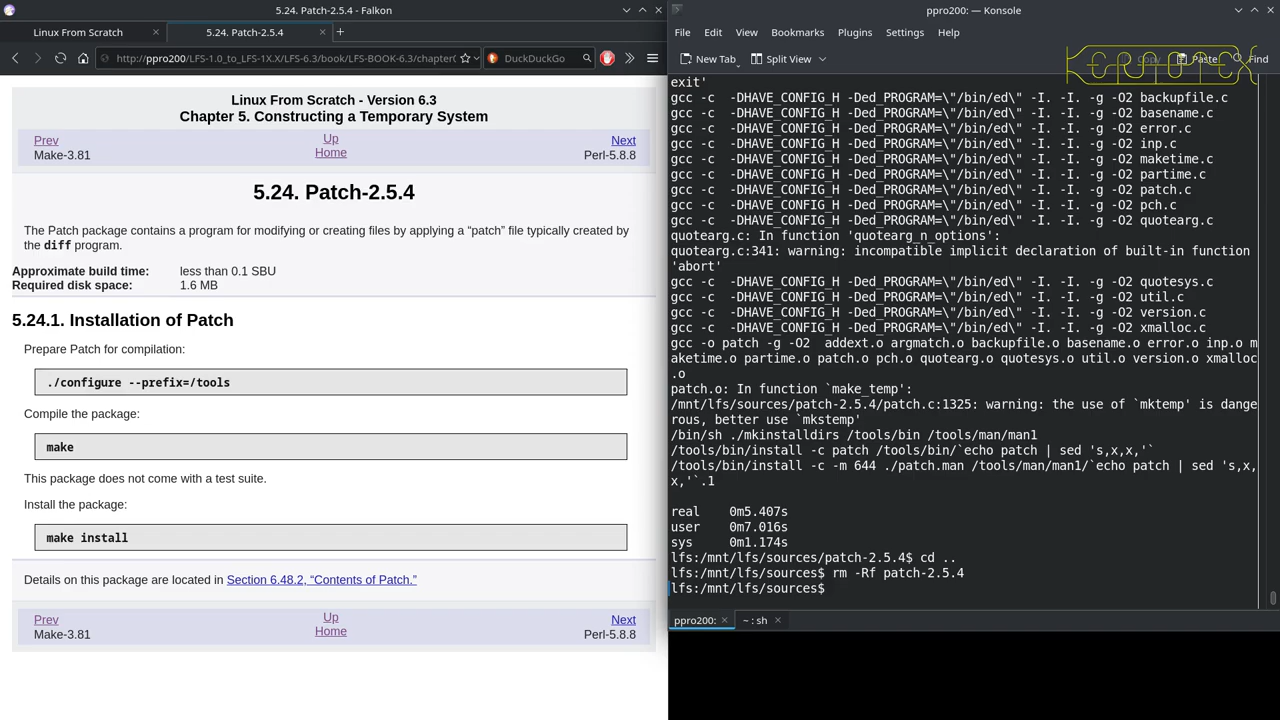 5.24. Patch-2.5.4 - Falkon
Linux From Scratch
5.24. Patch-2.5.4
http://ppro200/LFS-1.0_to_LFS-1X.X/LFS-6.3/book/LFS-BOOK-6.3/chapter(
DuckDuckGo
Linux From Scratch - Version 6.3
Chapter 5. Constructing a Temporary System
Prev
Up
Next
Make-3.81
Home
Perl-5.8.8
5.24. Patch-2.5.4
The Patch package contains a program for modifying or creating files by applying a “patch” file typically created by
the diff program.
Approximate build time: less than 0.1 SBU
Required disk space: 1.6 MB
5.24.1. Installation of Patch
Prepare Patch for compilation:
./configure --prefix=/tools
Compile the package:
make
This package does not come with a test suite.
Install the package:
make install
Details on this package are located in Section 6.48.2, “Contents of Patch.”
Prev
Up
Next
Make-3.81
Home
Perl-5.8.8
ppro200: — Konsole
File Edit View Bookmarks Plugins Settings Help
New Tab Split View Copy Paste Find
exit'
gcc -c  -DHAVE_CONFIG_H -Ded_PROGRAM=\"/bin/ed\" -I. -I. -g -O2 backupfile.c
gcc -c  -DHAVE_CONFIG_H -Ded_PROGRAM=\"/bin/ed\" -I. -I. -g -O2 basename.c
gcc -c  -DHAVE_CONFIG_H -Ded_PROGRAM=\"/bin/ed\" -I. -I. -g -O2 error.c
gcc -c  -DHAVE_CONFIG_H -Ded_PROGRAM=\"/bin/ed\" -I. -I. -g -O2 inp.c
gcc -c  -DHAVE_CONFIG_H -Ded_PROGRAM=\"/bin/ed\" -I. -I. -g -O2 maketime.c
gcc -c  -DHAVE_CONFIG_H -Ded_PROGRAM=\"/bin/ed\" -I. -I. -g -O2 partime.c
gcc -c  -DHAVE_CONFIG_H -Ded_PROGRAM=\"/bin/ed\" -I. -I. -g -O2 patch.c
gcc -c  -DHAVE_CONFIG_H -Ded_PROGRAM=\"/bin/ed\" -I. -I. -g -O2 pch.c
gcc -c  -DHAVE_CONFIG_H -Ded_PROGRAM=\"/bin/ed\" -I. -I. -g -O2 quotearg.c
quotearg.c: In function 'quotearg_n_options':
quotearg.c:341: warning: incompatible implicit declaration of built-in function
'abort'
gcc -c  -DHAVE_CONFIG_H -Ded_PROGRAM=\"/bin/ed\" -I. -I. -g -O2 quotesys.c
gcc -c  -DHAVE_CONFIG_H -Ded_PROGRAM=\"/bin/ed\" -I. -I. -g -O2 util.c
gcc -c  -DHAVE_CONFIG_H -Ded_PROGRAM=\"/bin/ed\" -I. -I. -g -O2 version.c
gcc -c  -DHAVE_CONFIG_H -Ded_PROGRAM=\"/bin/ed\" -I. -I. -g -O2 xmalloc.c
gcc -o patch -g -O2  addext.o argmatch.o backupfile.o basename.o error.o inp.o m
aketime.o partime.o patch.o pch.o quotearg.o quotesys.o util.o version.o xmalloc
.o
patch.o: In function `make_temp':
/mnt/lfs/sources/patch-2.5.4/patch.c:1325: warning: the use of `mktemp' is dange
rous, better use `mkstemp'
/bin/sh ./mkinstalldirs /tools/bin /tools/man/man1
/tools/bin/install -c patch /tools/bin/`echo patch | sed 's,x,x,'`
/tools/bin/install -c -m 644 ./patch.man /tools/man/man1/`echo patch | sed 's,x,
x,'`.1
real    0m5.407s
user    0m7.016s
sys     0m1.174s
lfs:/mnt/lfs/sources/patch-2.5.4$ cd ..
lfs:/mnt/lfs/sources$ rm -Rf patch-2.5.4
lfs:/mnt/lfs/sources$
ppro200:
~ : sh